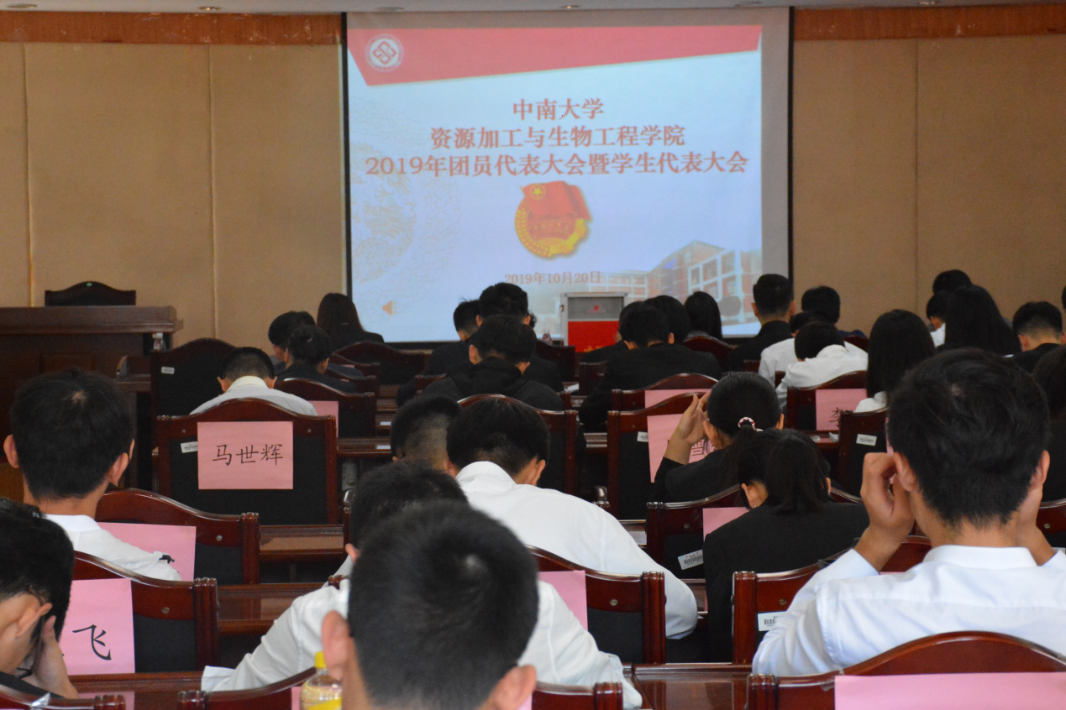 中南大学
资源加工与生物工程学院
2019年团员代表大会暨学生代表大会
2019年10月20日
马世辉
飞